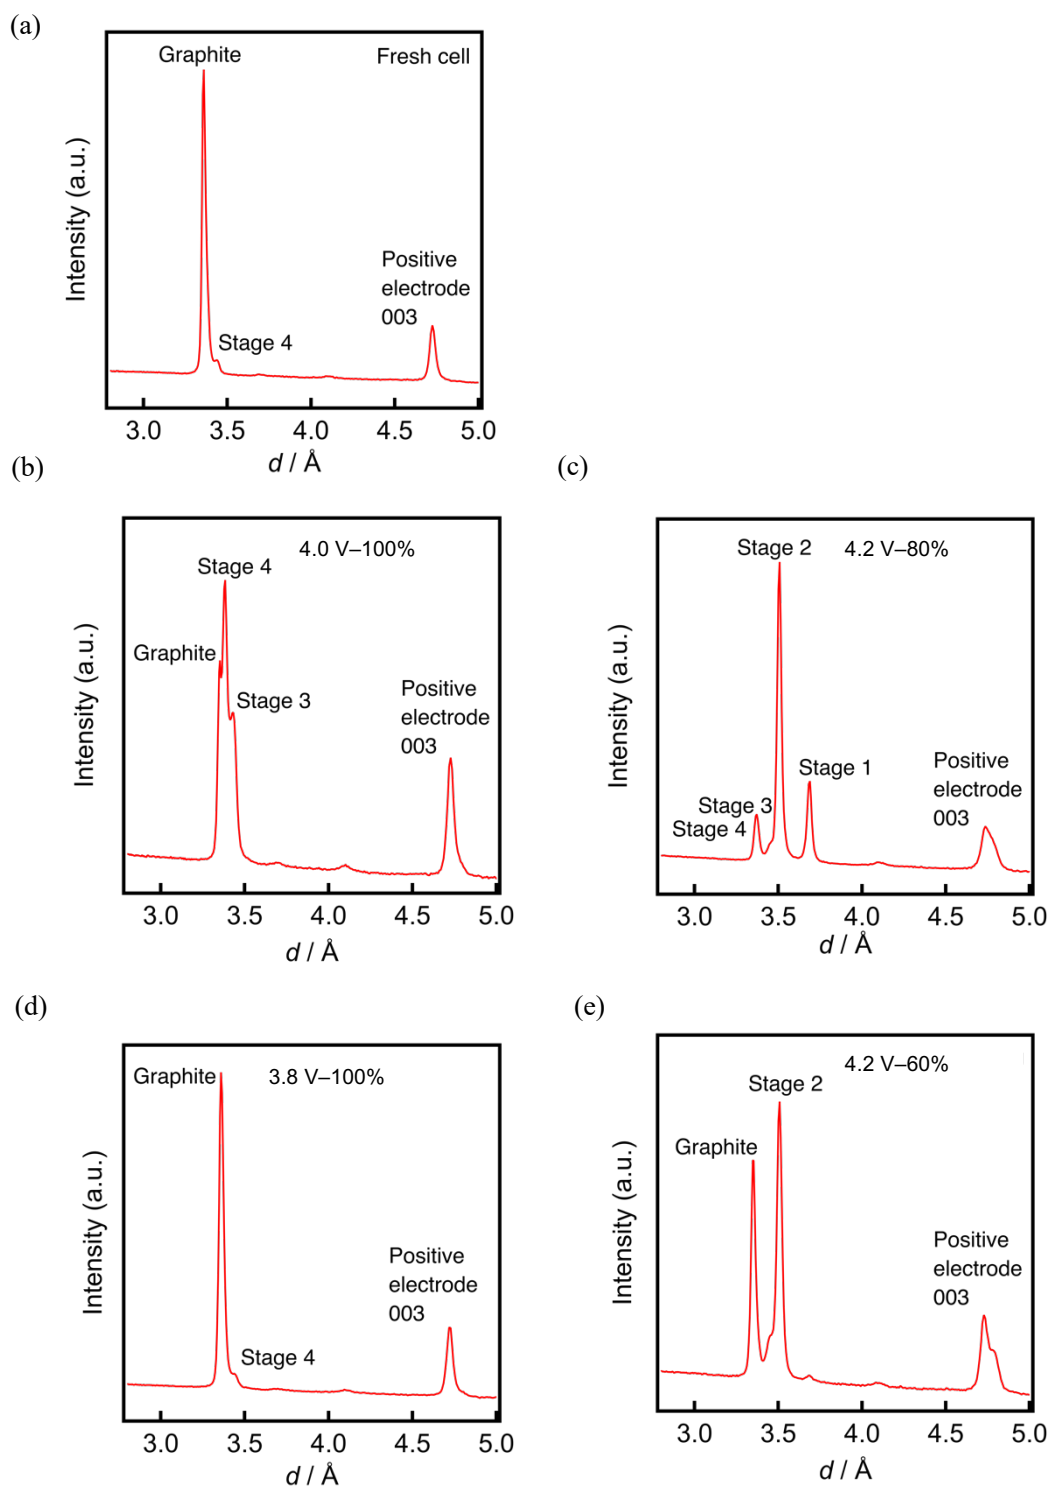 (a)
Graphite
Fresh cell
Positive
electrode
003
Stage 4
Intensity (a.u.)
3.0 3.5 4.0 4.5 5.0
d / Å
(b)
4.0 V–100%
Stage 4
Graphite
Stage 3
Positive
electrode
003
Intensity (a.u.)
3.0 3.5 4.0 4.5 5.0
d / Å
(c)
Stage 2
4.2 V–80%
Stage 1
Stage 3
Stage 4
Positive
electrode
003
Intensity (a.u.)
3.0 3.5 4.0 4.5 5.0
d / Å
(d)
Graphite
3.8 V–100%
Positive
electrode
003
Stage 4
Intensity (a.u.)
3.0 3.5 4.0 4.5 5.0
d / Å
(e)
4.2 V–60%
Stage 2
Graphite
Positive
electrode
003
Intensity (a.u.)
3.0 3.5 4.0 4.5 5.0
d / Å